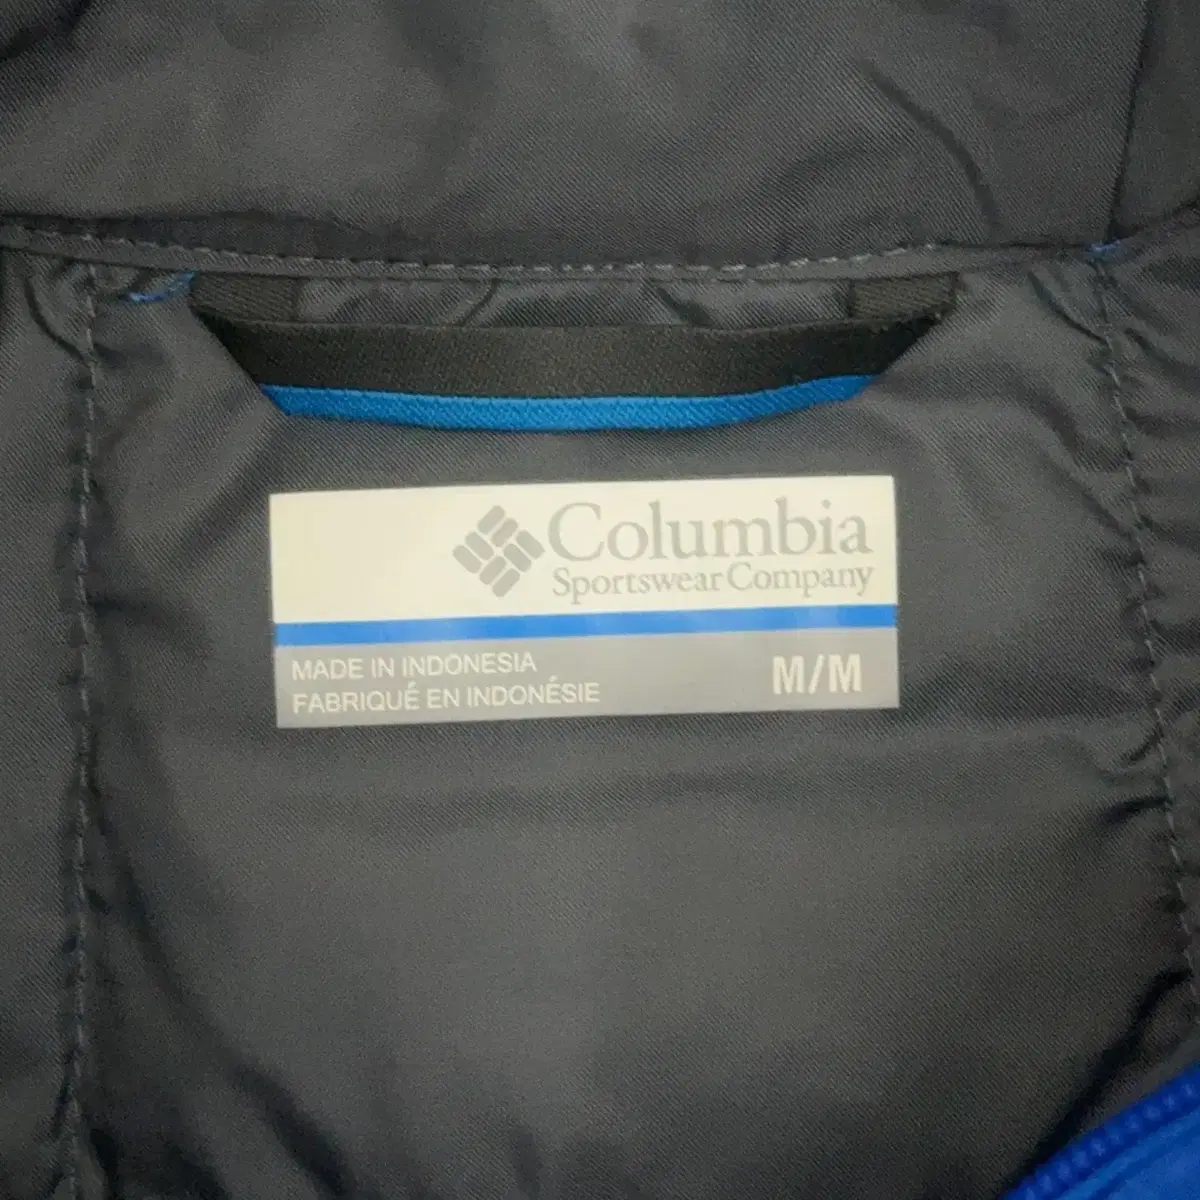 Columbia
Sportswear Company
MADE IN INDONESIA
FABRIQUÉ EN INDONÉSIE
M/M